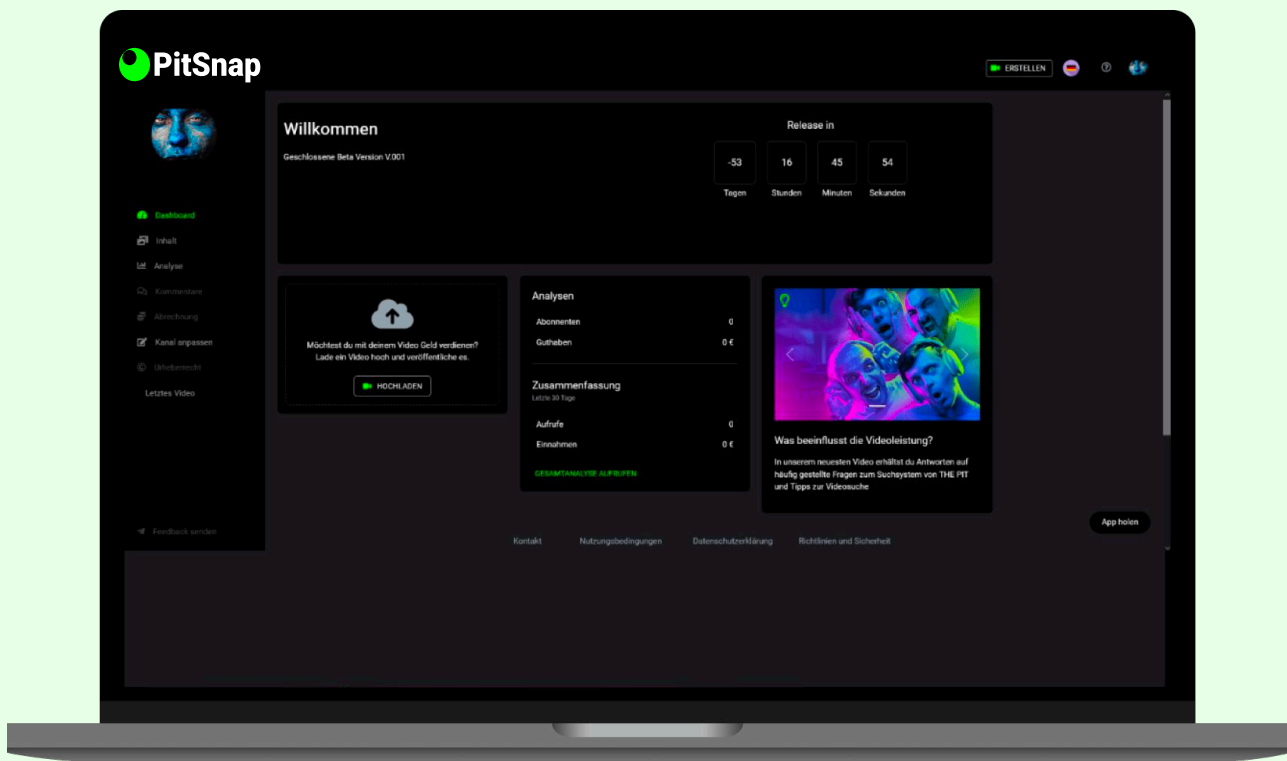 PitSnap
ERSTELLEN
Willkommen
Geschlossene Beta Version V.001
Release in
-53 16 45 54
Tagen Stunden Minuten Sekunden
Dashboard
Inhalt
Analyse
Kommentare
Abrechnung
Kanal anpassen
Urheberrecht
Letztes Video
Feedback senden
Möchtest du mit deinem Video Geld verdienen?
Lade ein Video hoch und veröffentliche es.
HOCHLADEN
Analysen
Abonnenten 0
Guthaben 0 €
Zusammenfassung
Letzte 30 Tage
Aufrufe 0
Einnahmen 0 €
GESAMTANALYSE AUFRUFEN
Was beeinflusst die Videoleistung?
In unserem neuesten Video erhältst du Antworten auf
häufig gestellte Fragen zum Suchsystem von THE PIT
und Tipps zur Videosuche
App holen
Kontakt Nutzungsbedingungen Datenschutzerklärung Richtlinien und Sicherheit